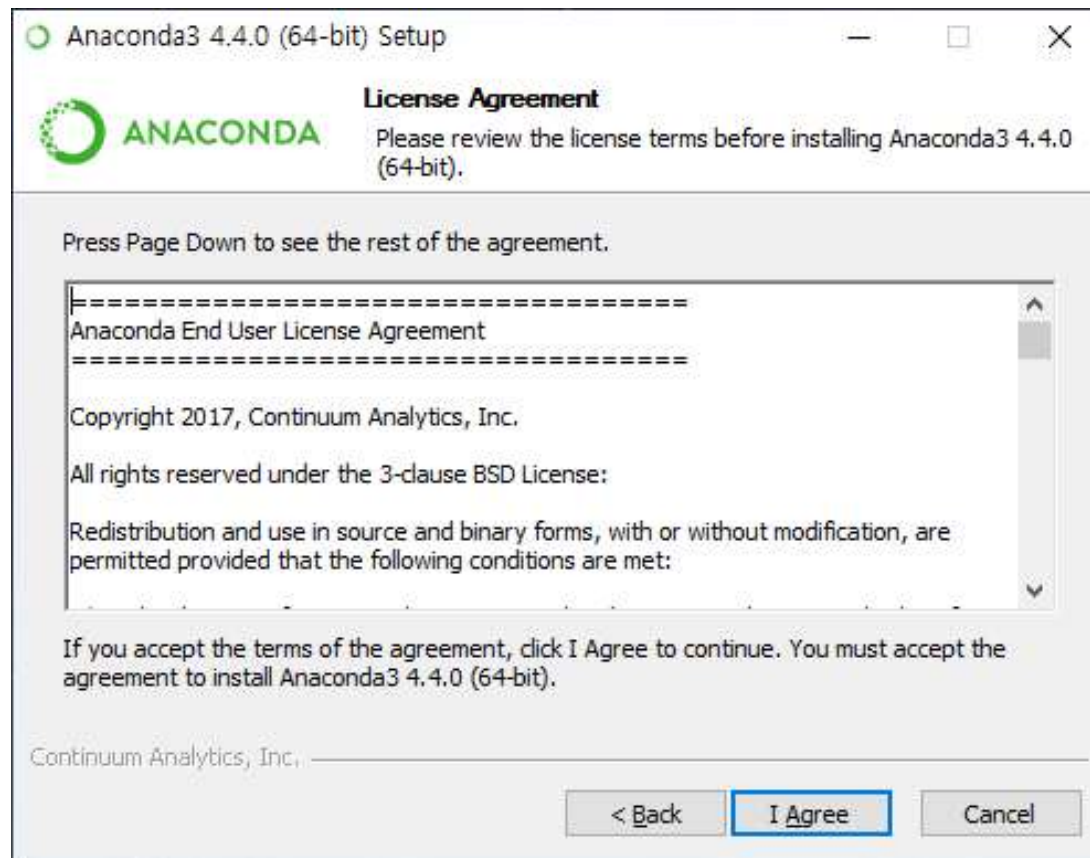 Anaconda3 4.4.0 (64-bit) Setup
ANACONDA
License Agreement
Please review the license terms before installing Anaconda3 4.4.0
(64-bit).
Press Page Down to see the rest of the agreement.
===================================
Anaconda End User License Agreement
===================================
Copyright 2017, Continuum Analytics, Inc.
All rights reserved under the 3-clause BSD License:
Redistribution and use in source and binary forms, with or without modification, are
permitted provided that the following conditions are met:
If you accept the terms of the agreement, click I Agree to continue. You must accept the
agreement to install Anaconda3 4.4.0 (64-bit).
Continuum Analytics, Inc.
< Back
I Agree
Cancel